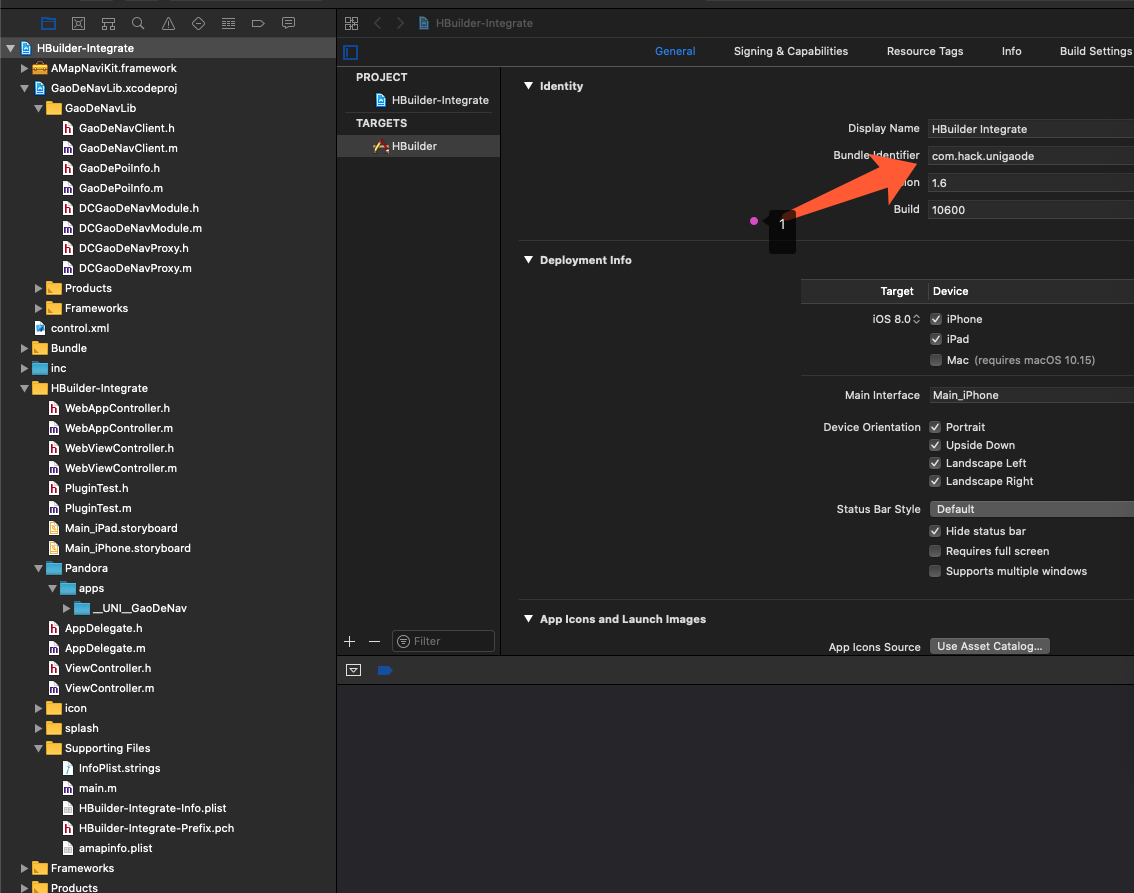 HBuilder-Integrate
AMapNaviKit.framework
GaoDeNavLib.xcodeproj
GaoDeNavLib
GaoDeNavClient.h
GaoDeNavClient.m
GaoDePoiInfo.h
GaoDePoiInfo.m
DCGaoDeNavModule.h
DCGaoDeNavModule.m
DCGaoDeNavProxy.h
DCGaoDeNavProxy.m
Products
Frameworks
control.xml
Bundle
inc
HBuilder-Integrate
WebAppController.h
WebAppController.m
WebViewController.h
WebViewController.m
PluginTest.h
PluginTest.m
Main_iPad.storyboard
Main_iPhone.storyboard
Pandora
apps
__UNI__GaoDeNav
AppDelegate.h
AppDelegate.m
ViewController.h
ViewController.m
icon
splash
Supporting Files
InfoPlist.strings
main.m
HBuilder-Integrate-Info.plist
HBuilder-Integrate-Prefix.pch
amapinfo.plist
Frameworks
Products
HBuilder-Integrate
General Signing & Capabilities Resource Tags Info Build Settings
PROJECT
HBuilder-Integrate
TARGETS
HBuilder
Filter
Identity
Display Name HBuilder Integrate
Bundle Identifier com.hack.unigaode
1.6
Build 10600
1
Deployment Info
Target Device
iOS 8.0 iPhone
iPad
Mac (requires macOS 10.15)
Main Interface Main_iPhone
Device Orientation Portrait
Upside Down
Landscape Left
Landscape Right
Status Bar Style Default
Hide status bar
Requires full screen
Supports multiple windows
App Icons and Launch Images
App Icons Source Use Asset Catalog...